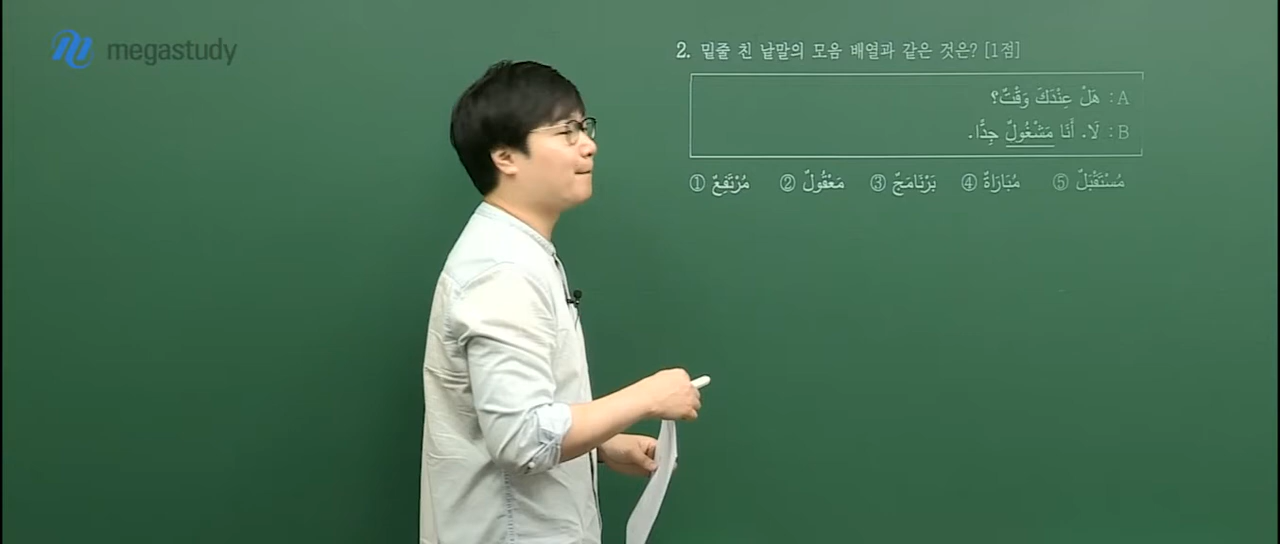 megastudy
2. 밑줄 친 낱말의 모음 배열과 같은 것은? [1점]
A: هَلْ عِنْدَكَ وَقْتٌ؟
B: لَا. أَنَا مَشْغُولٌ جِدًّا.
① مُرْتَفِعٌ ② مَعْقُولٌ ③ بَرْنَامَجٌ ④ مُبَارَاةٌ ⑤ مُسْتَقْبَلٌ